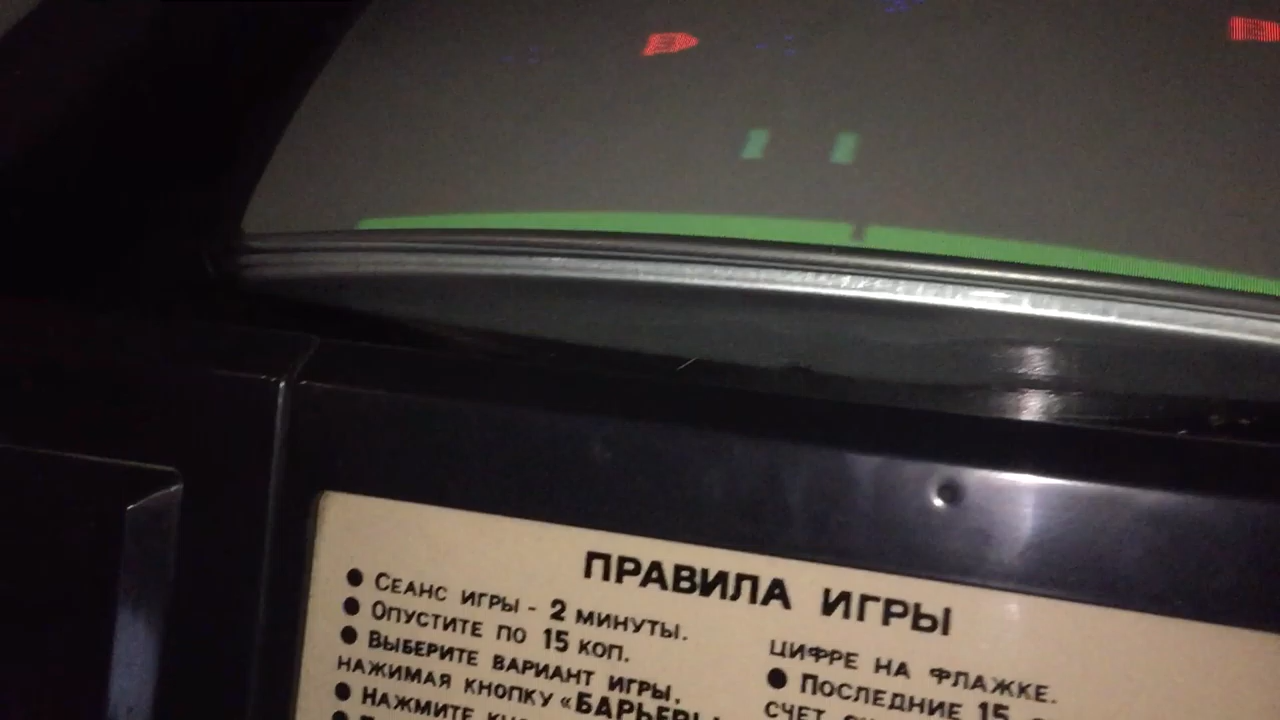 ПРАВИЛА ИГРЫ
● СЕАНС ИГРЫ - 2 МИНУТЫ.
● ОПУСТИТЕ ПО 15 КОП.
● ВЫБЕРИТЕ ВАРИАНТ ИГРЫ,
НАЖИМАЯ КНОПКУ «БАРЬЕРЫ
● НАЖМИТЕ
ЦИФРЕ НА ФЛАЖКЕ.
● ПОСЛЕДНИЕ 15
СЧЕТ